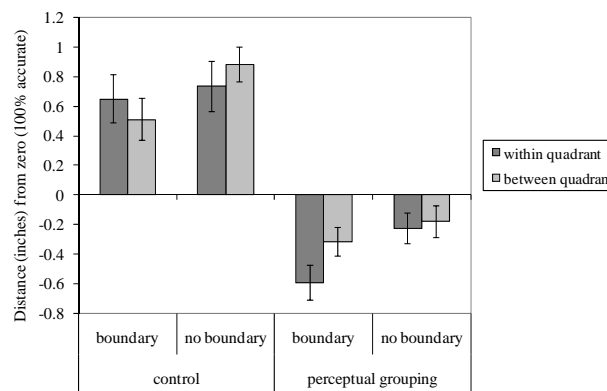 Distance (inches) from zero (100% accurate)
1.2
1
0.8
0.6
0.4
0.2
0
-0.2
-0.4
-0.6
-0.8
boundary no boundary boundary no boundary
control perceptual grouping
within quadrant
between quadrant